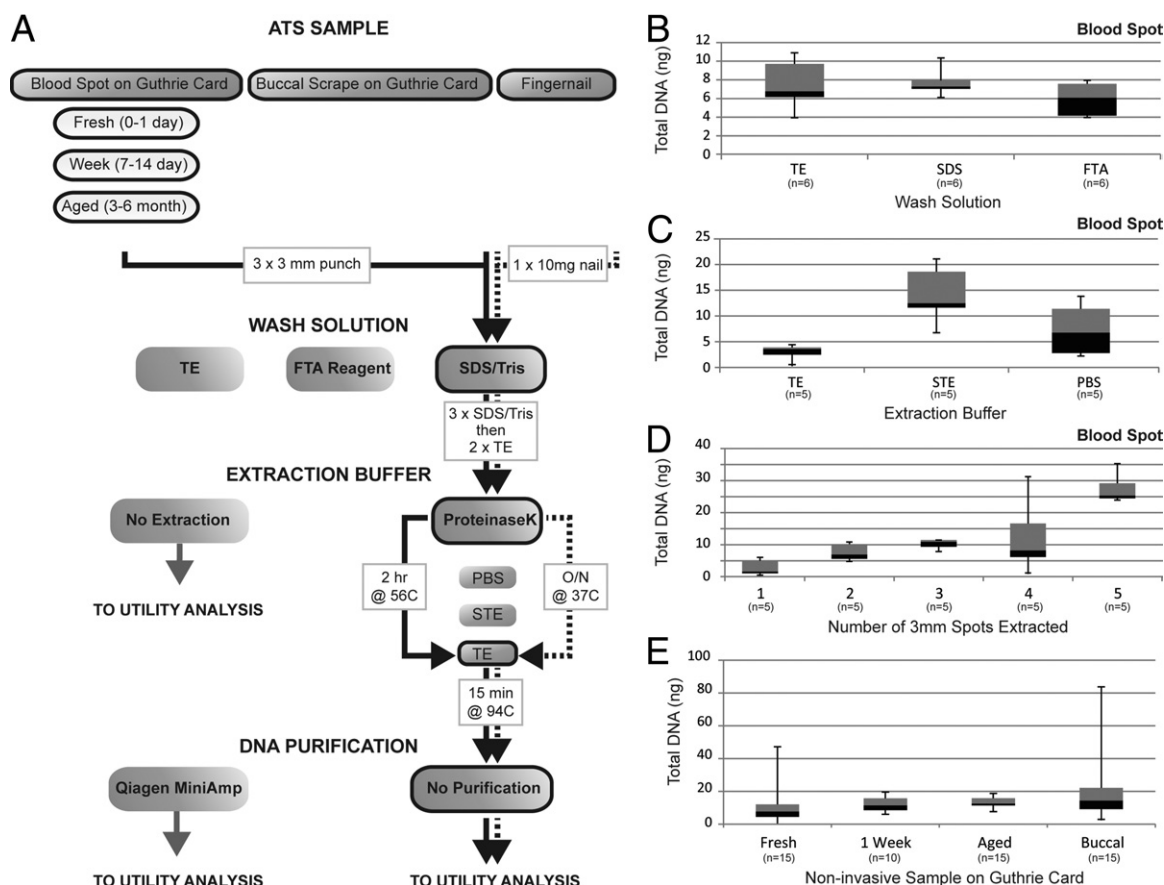 A
ATS SAMPLE
Blood Spot on Guthrie Card
Buccal Scrape on Guthrie Card
Fingernail
Fresh (0-1 day)
Week (7-14 day)
Aged (3-6 month)
3 x 3 mm punch
1 x 10mg nail
WASH SOLUTION
TE
FTA Reagent
SDS/Tris
3 x SDS/Tris
then
2 x TE
EXTRACTION BUFFER
No Extraction
ProteinaseK
2 hr
@ 56C
PBS
STE
TE
O/N
@ 37C
TO UTILITY ANALYSIS
15 min
@ 94C
DNA PURIFICATION
Qiagen MiniAmp
No Purification
TO UTILITY ANALYSIS
TO UTILITY ANALYSIS
B
Blood Spot
Total DNA (ng)
12
10
8
6
4
2
0
TE
SDS
FTA
(n=6)
(n=6)
(n=6)
Wash Solution
C
Blood Spot
Total DNA (ng)
25
20
15
10
5
0
TE
STE
PBS
(n=5)
(n=5)
(n=5)
Extraction Buffer
D
Blood Spot
Total DNA (ng)
40
30
20
10
0
1
2
3
4
5
(n=5)
(n=5)
(n=5)
(n=5)
(n=5)
Number of 3mm Spots Extracted
E
Total DNA (ng)
100
80
60
40
20
0
Fresh
1 Week
Aged
Buccal
(n=15)
(n=10)
(n=15)
(n=15)
Non-invasive Sample on Guthrie Card